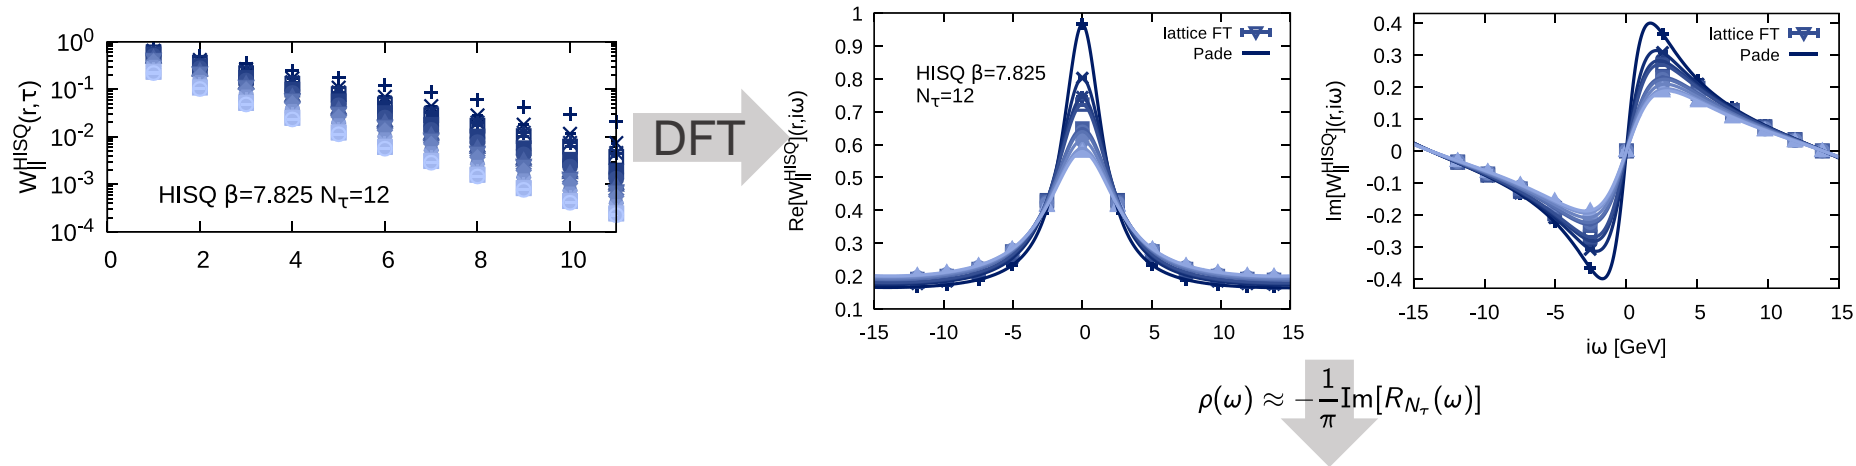 W||^HISQ(r,τ)
10^0
10^-1
10^-2
10^-3
10^-4
HISQ β=7.825 Nτ=12
0 2 4 6 8 10
DFT
Re[W||^HISQ](r,iω)
1
0.9
0.8
0.7
0.6
0.5
0.4
0.3
0.2
0.1
lattice FT
Pade
HISQ β=7.825
Nτ=12
-15 -10 -5 0 5 10 15
Im[W||^HISQ](r,iω)
0.4
0.3
0.2
0.1
0
-0.1
-0.2
-0.3
-0.4
lattice FT
Pade
-15 -10 -5 0 5 10 15
iω [GeV]
ρ(ω) ≈ −1/π Im[R_Nτ(ω)]